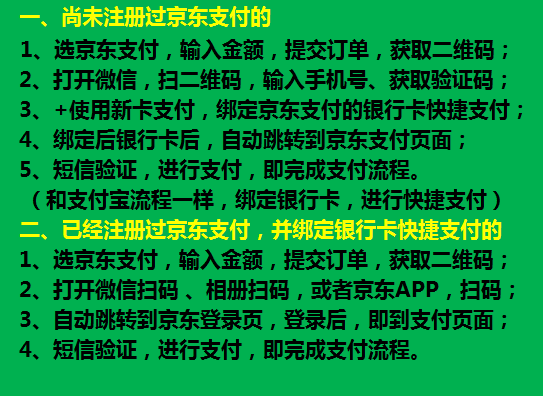 一、尚未注册过京东支付的
1、选京东支付，输入金额，提交订单，获取二维码；
2、打开微信，扫二维码，输入手机号、获取验证码；
3、+使用新卡支付，绑定京东支付的银行卡快捷支付；
4、绑定后银行卡后，自动跳转到京东支付页面；
5、短信验证，进行支付，即完成支付流程。
（和支付宝流程一样，绑定银行卡，进行快捷支付）
二、已经注册过京东支付，并绑定银行卡快捷支付的
1、选京东支付，输入金额，提交订单，获取二维码；
2、打开微信扫码 、相册扫码，或者京东APP，扫码；
3、自动跳转到京东登录页，登录后，即到支付页面；
4、短信验证，进行支付，即完成支付流程。